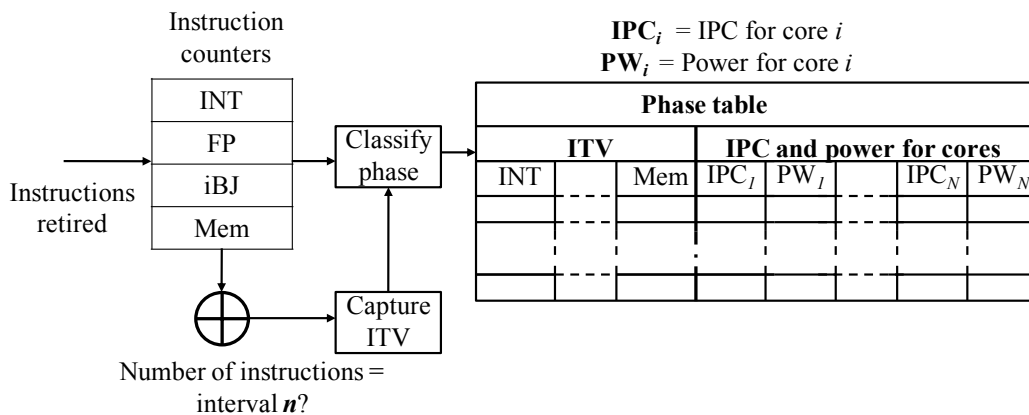 Instruction
counters
INT
FP
iBJ
Mem
Instructions
retired
Classify
phase
Capture
ITV
Number of instructions =
interval n?
IPCi = IPC for core i
PWi = Power for core i
Phase table
ITV
IPC and power for cores
INT Mem IPC1 PW1 IPCN PWN